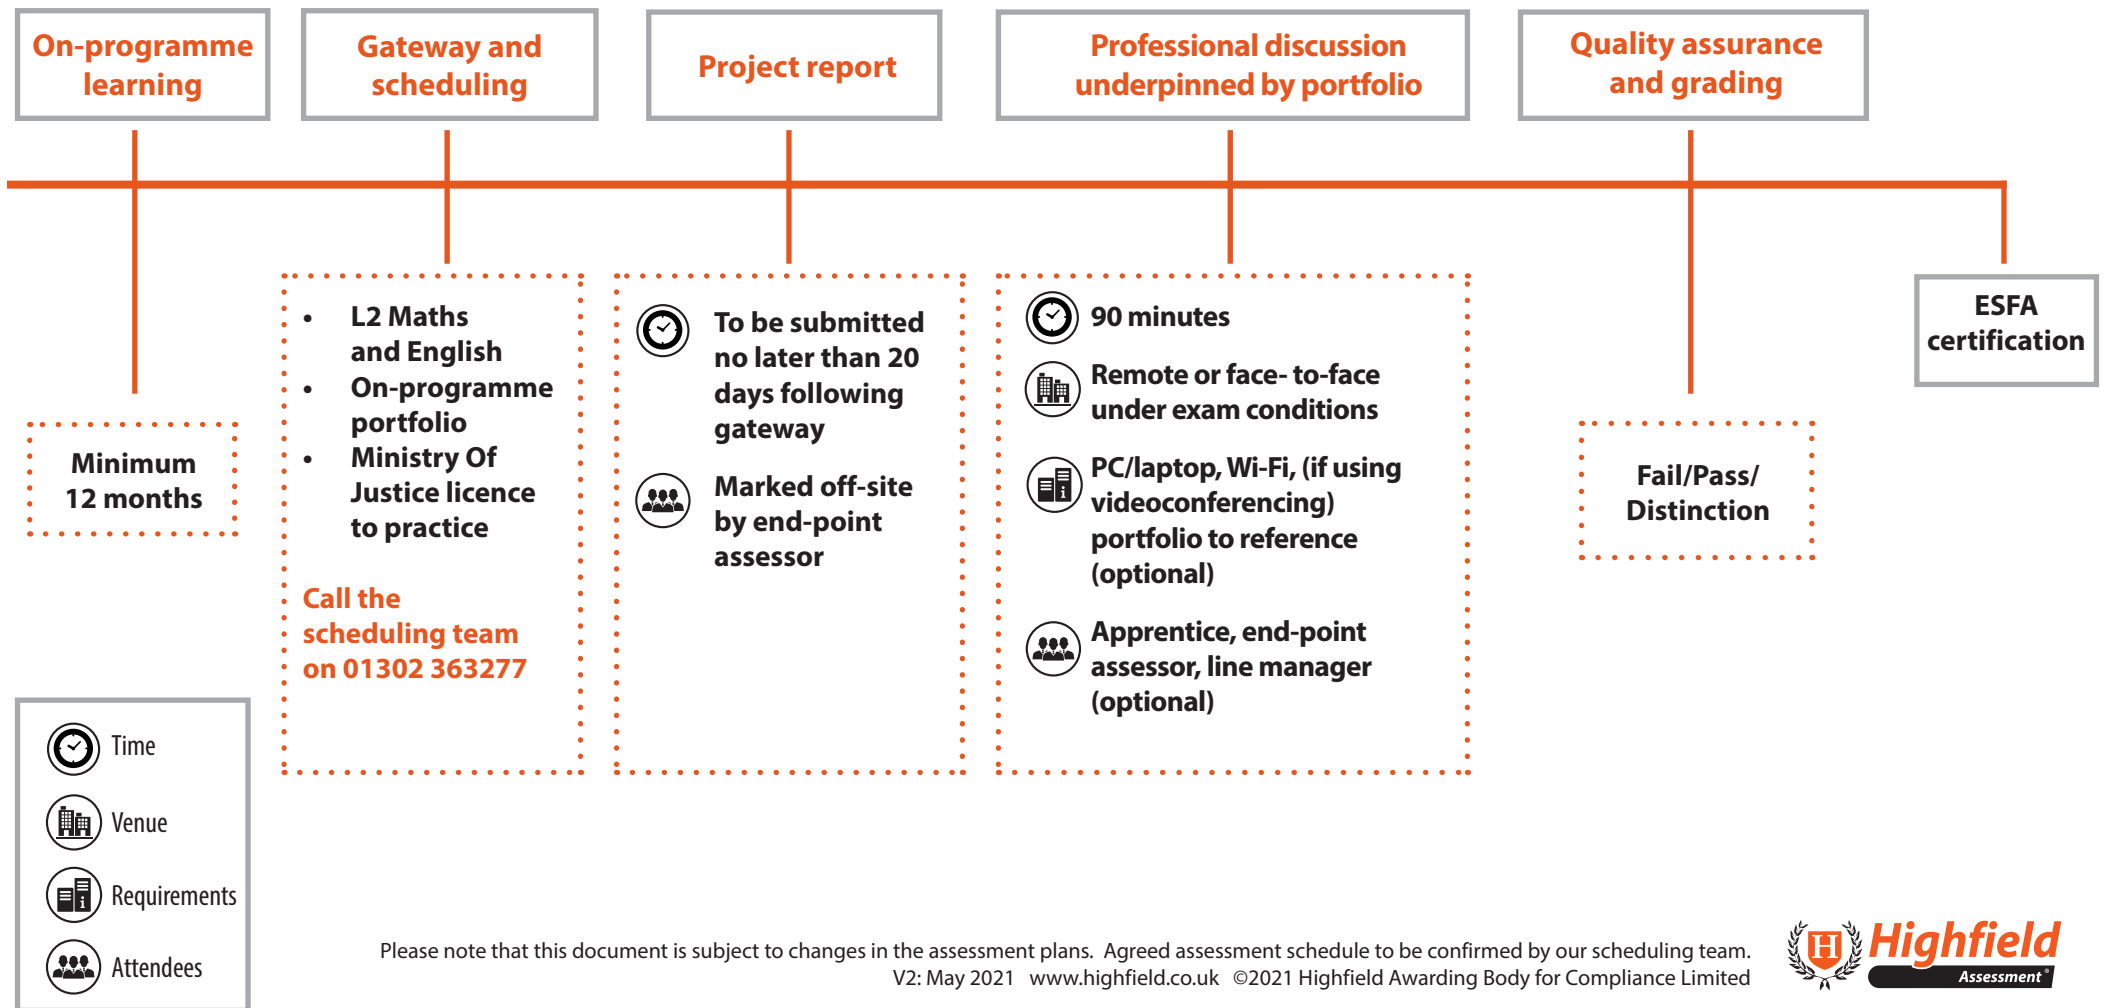 On-programme
learning
Gateway and
scheduling
Project report
Professional discussion
underpinned by portfolio
Quality assurance
and grading
Minimum
12 months
• L2 Maths
and English
• On-programme
portfolio
• Ministry Of
Justice licence
to practice
Call the
scheduling team
on 01302 363277
To be submitted
no later than 20
days following
gateway
Marked off-site
by end-point
assessor
90 minutes
Remote or face- to-face
under exam conditions
PC/laptop, Wi-Fi, (if using
videoconferencing)
portfolio to reference
(optional)
Apprentice, end-point
assessor, line manager
(optional)
Fail/Pass/
Distinction
ESFA
certification
Time
Venue
Requirements
Attendees
Please note that this document is subject to changes in the assessment plans. Agreed assessment schedule to be confirmed by our scheduling team.
V2: May 2021 www.highfield.co.uk ©2021 Highfield Awarding Body for Compliance Limited
H
Highfield
Assessment®